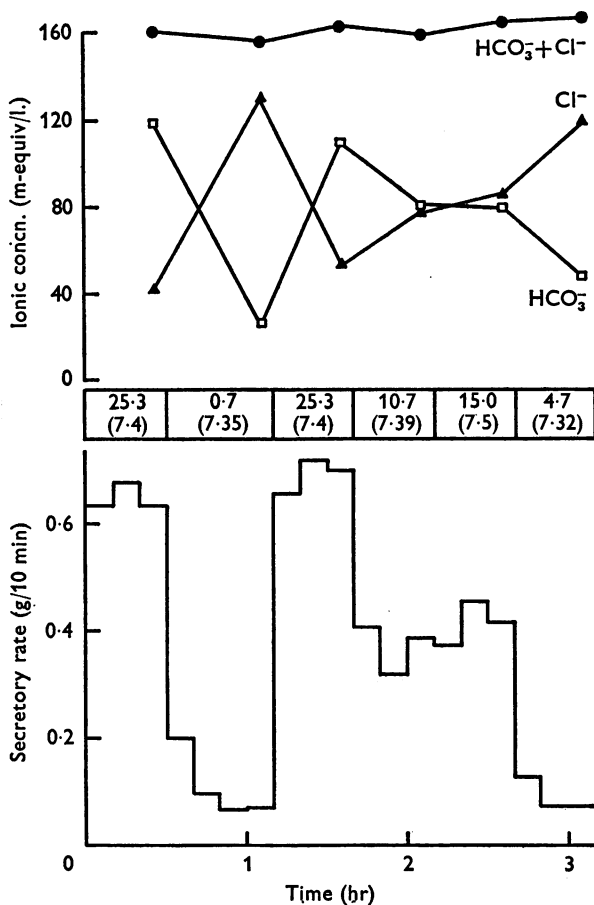 160
120
80
40
0
Ionic concn. (m-equiv/l.)
HCO₃⁻ + Cl⁻
Cl⁻
HCO₃⁻
25·3 0·7 25·3 10·7 15·0 4·7
(7·4) (7·35) (7·4) (7·39) (7·5) (7·32)
0·6
0·4
0·2
0
Secretory rate (g/10 min)
1 2 3
Time (hr)